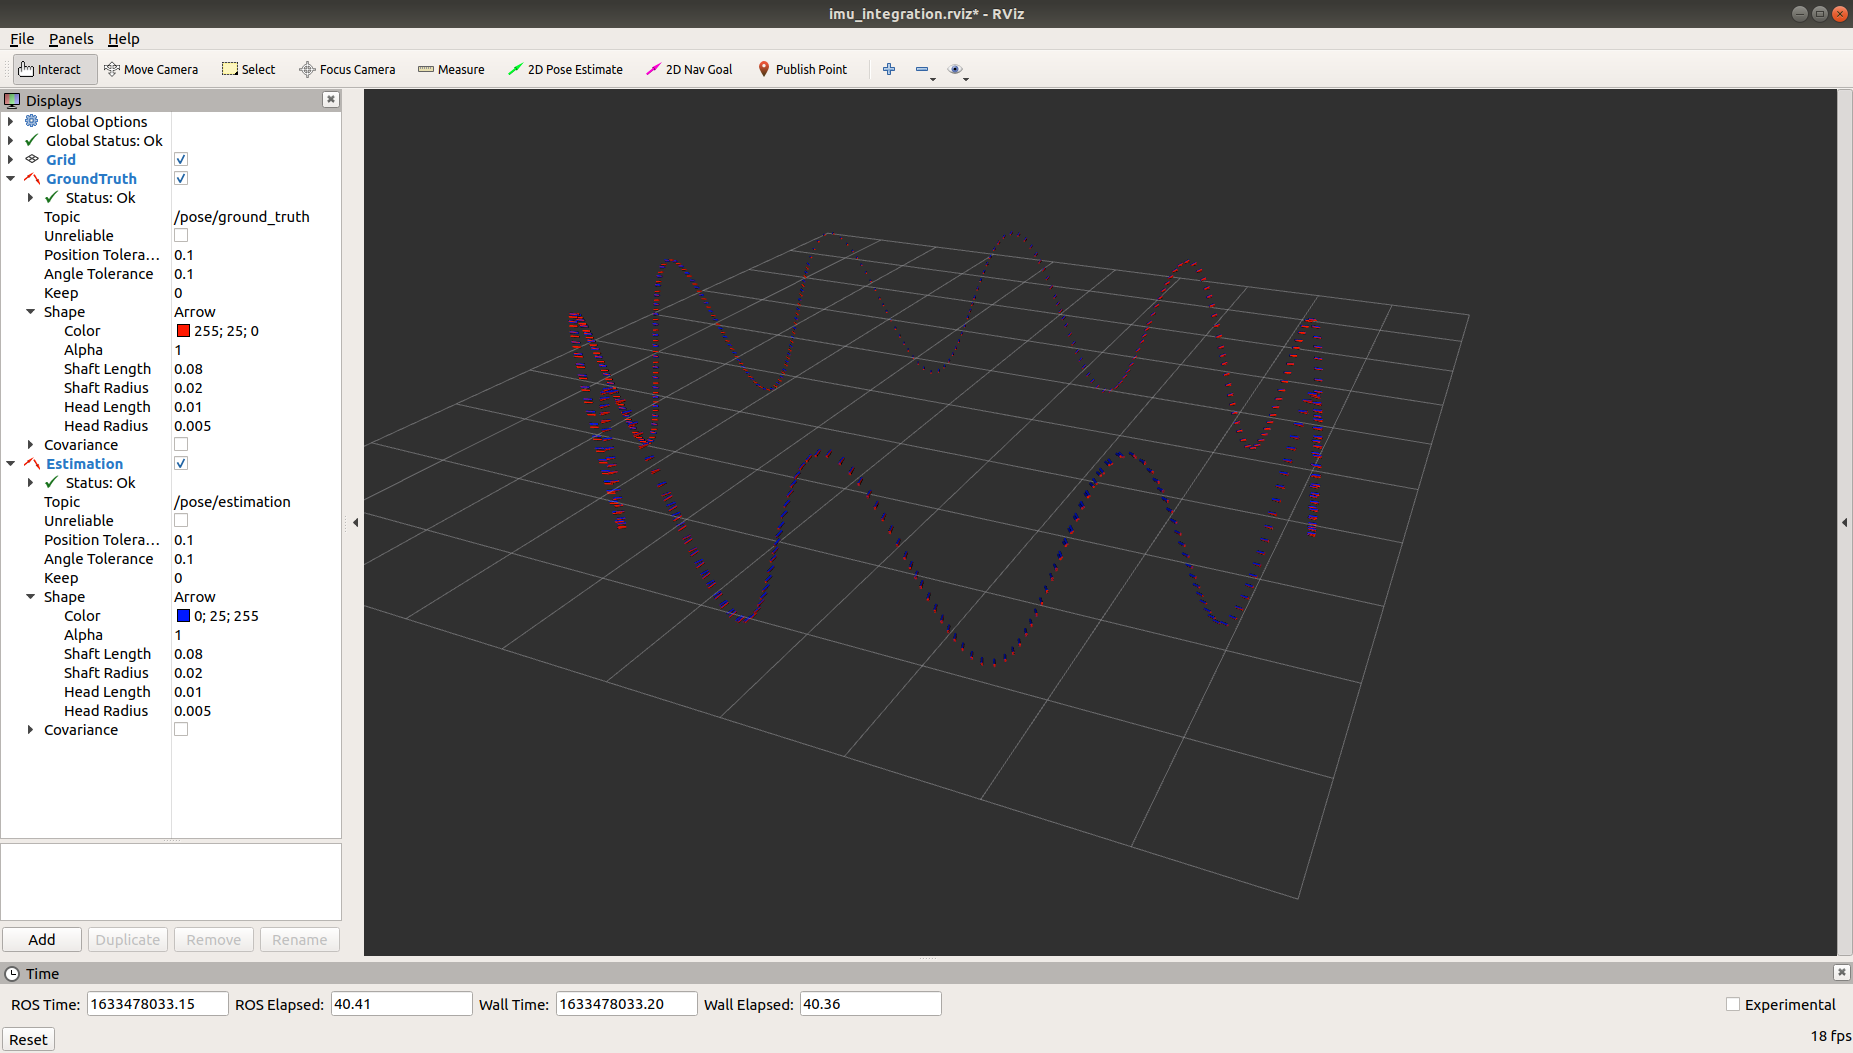 imu_integration.rviz* - RViz
File Panels Help
Interact Move Camera Select Focus Camera Measure 2D Pose Estimate 2D Nav Goal Publish Point
Displays
Global Options
Global Status: Ok
Grid
GroundTruth
Status: Ok
Topic /pose/ground_truth
Unreliable
Position Tolera... 0.1
Angle Tolerance 0.1
Keep 0
Shape Arrow
Color 255; 25; 0
Alpha 1
Shaft Length 0.08
Shaft Radius 0.02
Head Length 0.01
Head Radius 0.005
Covariance
Estimation
Status: Ok
Topic /pose/estimation
Unreliable
Position Tolera... 0.1
Angle Tolerance 0.1
Keep 0
Shape Arrow
Color 0; 25; 255
Alpha 1
Shaft Length 0.08
Shaft Radius 0.02
Head Length 0.01
Head Radius 0.005
Covariance
Add Duplicate Remove Rename
Time
ROS Time: 1633478033.15 ROS Elapsed: 40.41 Wall Time: 1633478033.20 Wall Elapsed: 40.36 Experimental
Reset 18 fps